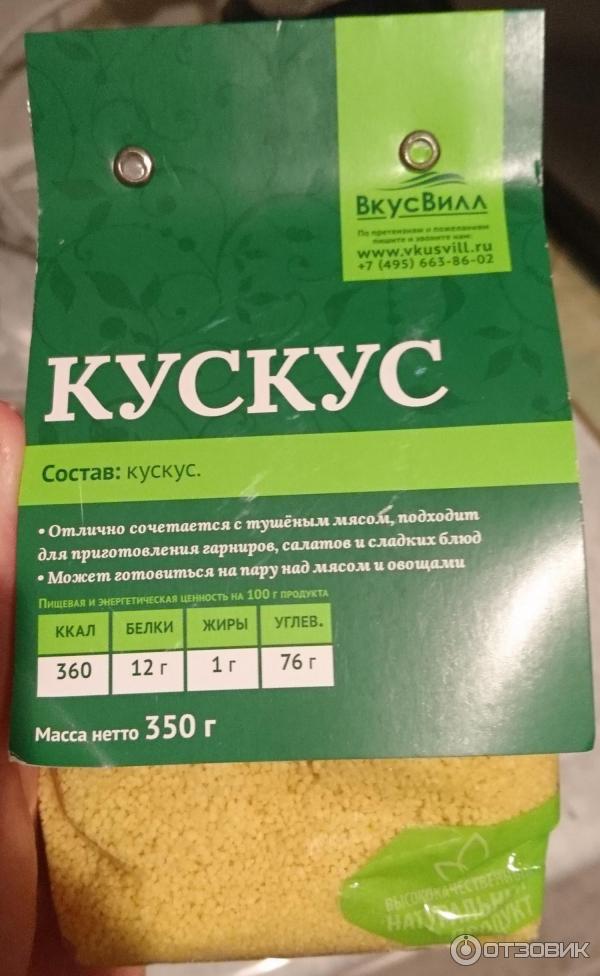 ВкусВилл
По претензиям и пожеланиям
пишите и звоните нам:
www.vkusvill.ru
+7 (495) 663-86-02
КУСКУС
Состав: кускус.
• Отлично сочетается с тушёным мясом, подходит
для приготовления гарниров, салатов и сладких блюд
• Может готовиться на пару над мясом и овощами
Пищевая и энергетическая ценность на 100 г продукта
ККАЛ БЕЛКИ ЖИРЫ УГЛЕВ.
360 12 г 1 г 76 г
Масса нетто 350 г
НАТУРАЛЬНЫЙ
ПРОДУКТ
ОТЗОВИК